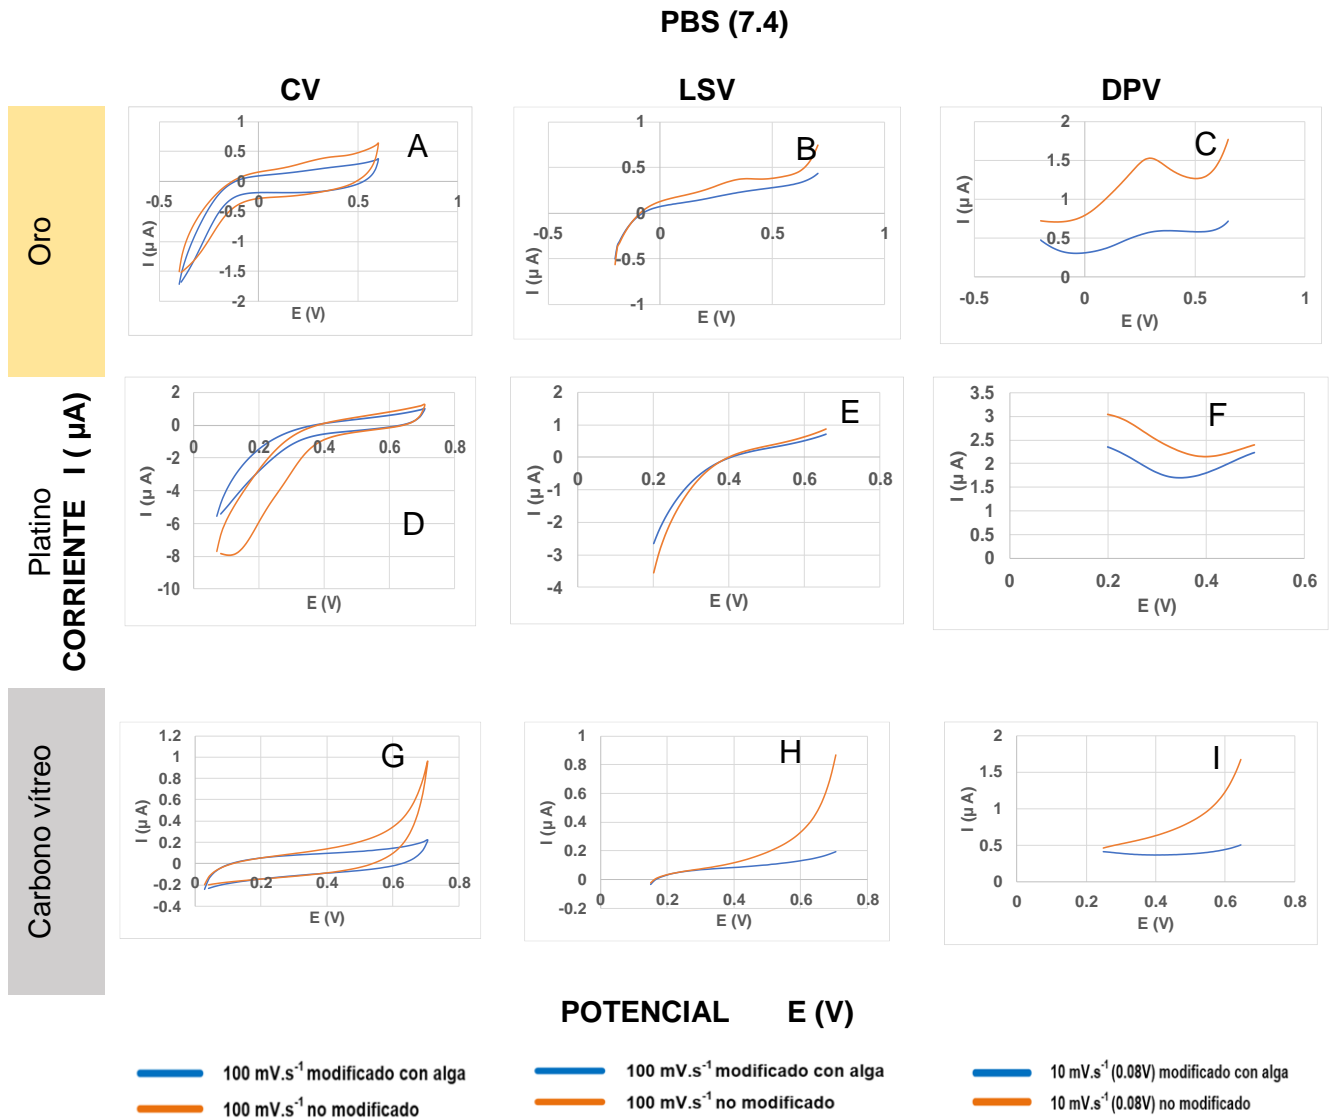 PBS (7.4)
CV
LSV
DPV
Oro
Platino
Carbono vítreo
CORRIENTE I ( µA)
A
1
0.5
0
-0.5
-1
-1.5
-2
-0.5
0
0.5
1
I (µ A)
E (V)
B
1
0.5
0
-0.5
-1
-0.5
0
0.5
1
I (µ A)
E (V)
C
2
1.5
1
0.5
0
-0.5
0
0.5
1
I (µ A)
E (V)
D
2
0
-2
-4
-6
-8
-10
0
0.2
0.4
0.6
0.8
I (µ A)
E (V)
E
2
1
0
-1
-2
-3
-4
0
0.2
0.4
0.6
0.8
I (µ A)
E (V)
F
3.5
3
2.5
2
1.5
1
0.5
0
0
0.2
0.4
0.6
I (µ A)
E (V)
G
1.2
1
0.8
0.6
0.4
0.2
0
-0.2
-0.4
0
0.2
0.4
0.6
0.8
I (µ A)
E (V)
H
1
0.8
0.6
0.4
0.2
0
-0.2
0
0.2
0.4
0.6
0.8
I (µ A)
E (V)
I
2
1.5
1
0.5
0
0
0.2
0.4
0.6
0.8
I (µ A)
E (V)
POTENCIAL E (V)
100 mV.s⁻¹ modificado con alga
100 mV.s⁻¹ no modificado
100 mV.s⁻¹ modificado con alga
100 mV.s⁻¹ no modificado
10 mV.s⁻¹ (0.08V) modificado con alga
10 mV.s⁻¹ (0.08V) no modificado